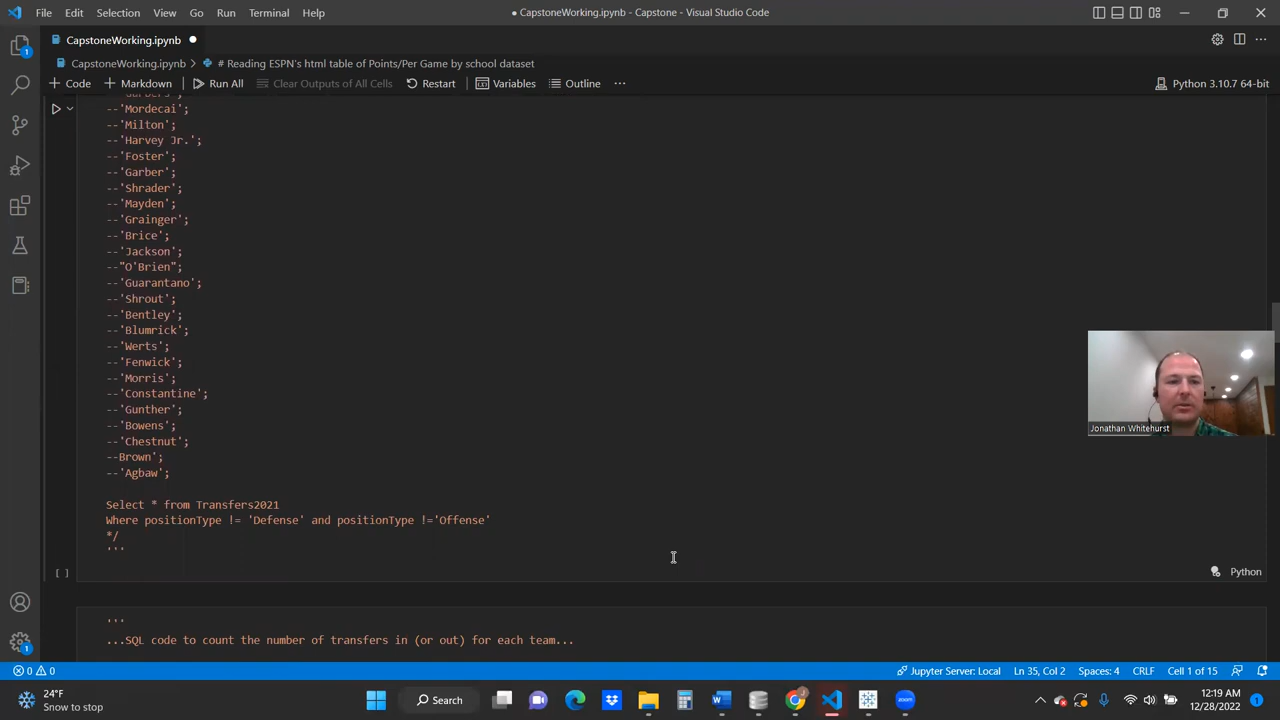 File Edit Selection View Go Run Terminal Help
● CapstoneWorking.ipynb - Capstone - Visual Studio Code
CapstoneWorking.ipynb ●
CapstoneWorking.ipynb > # Reading ESPN's html table of Points/Per Game by school dataset
+ Code + Markdown Run All Clear Outputs of All Cells Restart Variables Outline ...
Python 3.10.7 64-bit
--'Mordecai';
--'Milton';
--'Harvey Jr.';
--'Foster';
--'Garber';
--'Shrader';
--'Mayden';
--'Grainger';
--'Brice';
--'Jackson';
--"O'Brien";
--'Guarantano';
--'Shrout';
--'Bentley';
--'Blumrick';
--'Werts';
--'Fenwick';
--'Morris';
--'Constantine';
--'Gunther';
--'Bowens';
--'Chestnut';
--Brown';
--'Agbaw';
Select * from Transfers2021
Where positionType != 'Defense' and positionType !='Offense'
*/
'''
[ ]
Python
'''
...SQL code to count the number of transfers in (or out) for each team...
Jonathan Whitehurst
1
1
0 0
Jupyter Server: Local Ln 35, Col 2 Spaces: 4 CRLF Cell 1 of 15
24°F
Snow to stop
Search
12:19 AM
12/28/2022
1